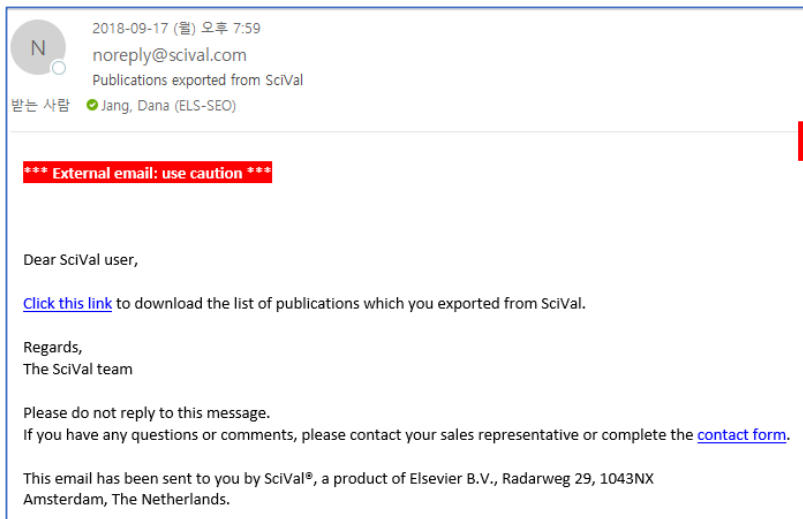 N
2018-09-17 (월) 오후 7:59
noreply@scival.com
Publications exported from SciVal
받는 사람 Jang, Dana (ELS-SEO)
*** External email: use caution ***
Dear SciVal user,
Click this link to download the list of publications which you exported from SciVal.
Regards,
The SciVal team
Please do not reply to this message.
If you have any questions or comments, please contact your sales representative or complete the contact form.
This email has been sent to you by SciVal®, a product of Elsevier B.V., Radarweg 29, 1043NX
Amsterdam, The Netherlands.